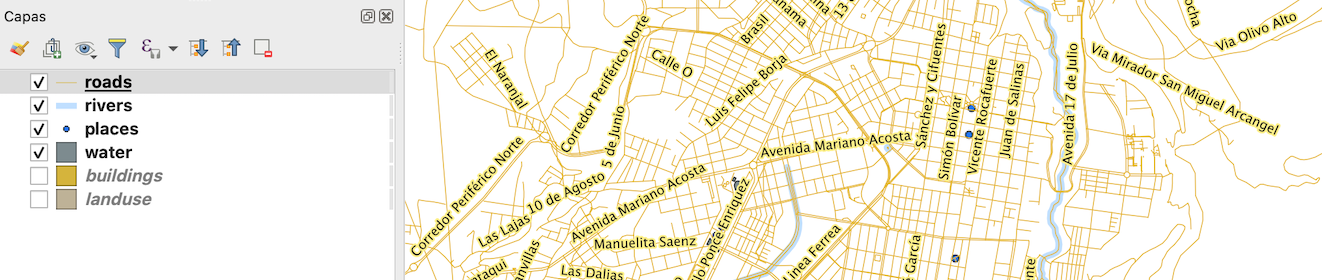 Capas
roads
rivers
places
water
buildings
landuse
Brasil
Calle O
El Naranjal
Corredor Periférico Norte
Luis Felipe Borja
Sánchez y Cifuentes
Simón Bolívar
Vicente Rocafuerte
Juan de Salinas
Avenida 17 de Julio
Via Mirador San Miguel Arcangel
Via Olivo Alto
5 de Junio
Avenida Mariano Acosta
Corredor Periférico Norte
Las Lajas
10 de Agosto
Avenida Mariano Acosta
Manuelita Saenz
Ponce Enriquez
Linea Ferrea
García
Las Dalias